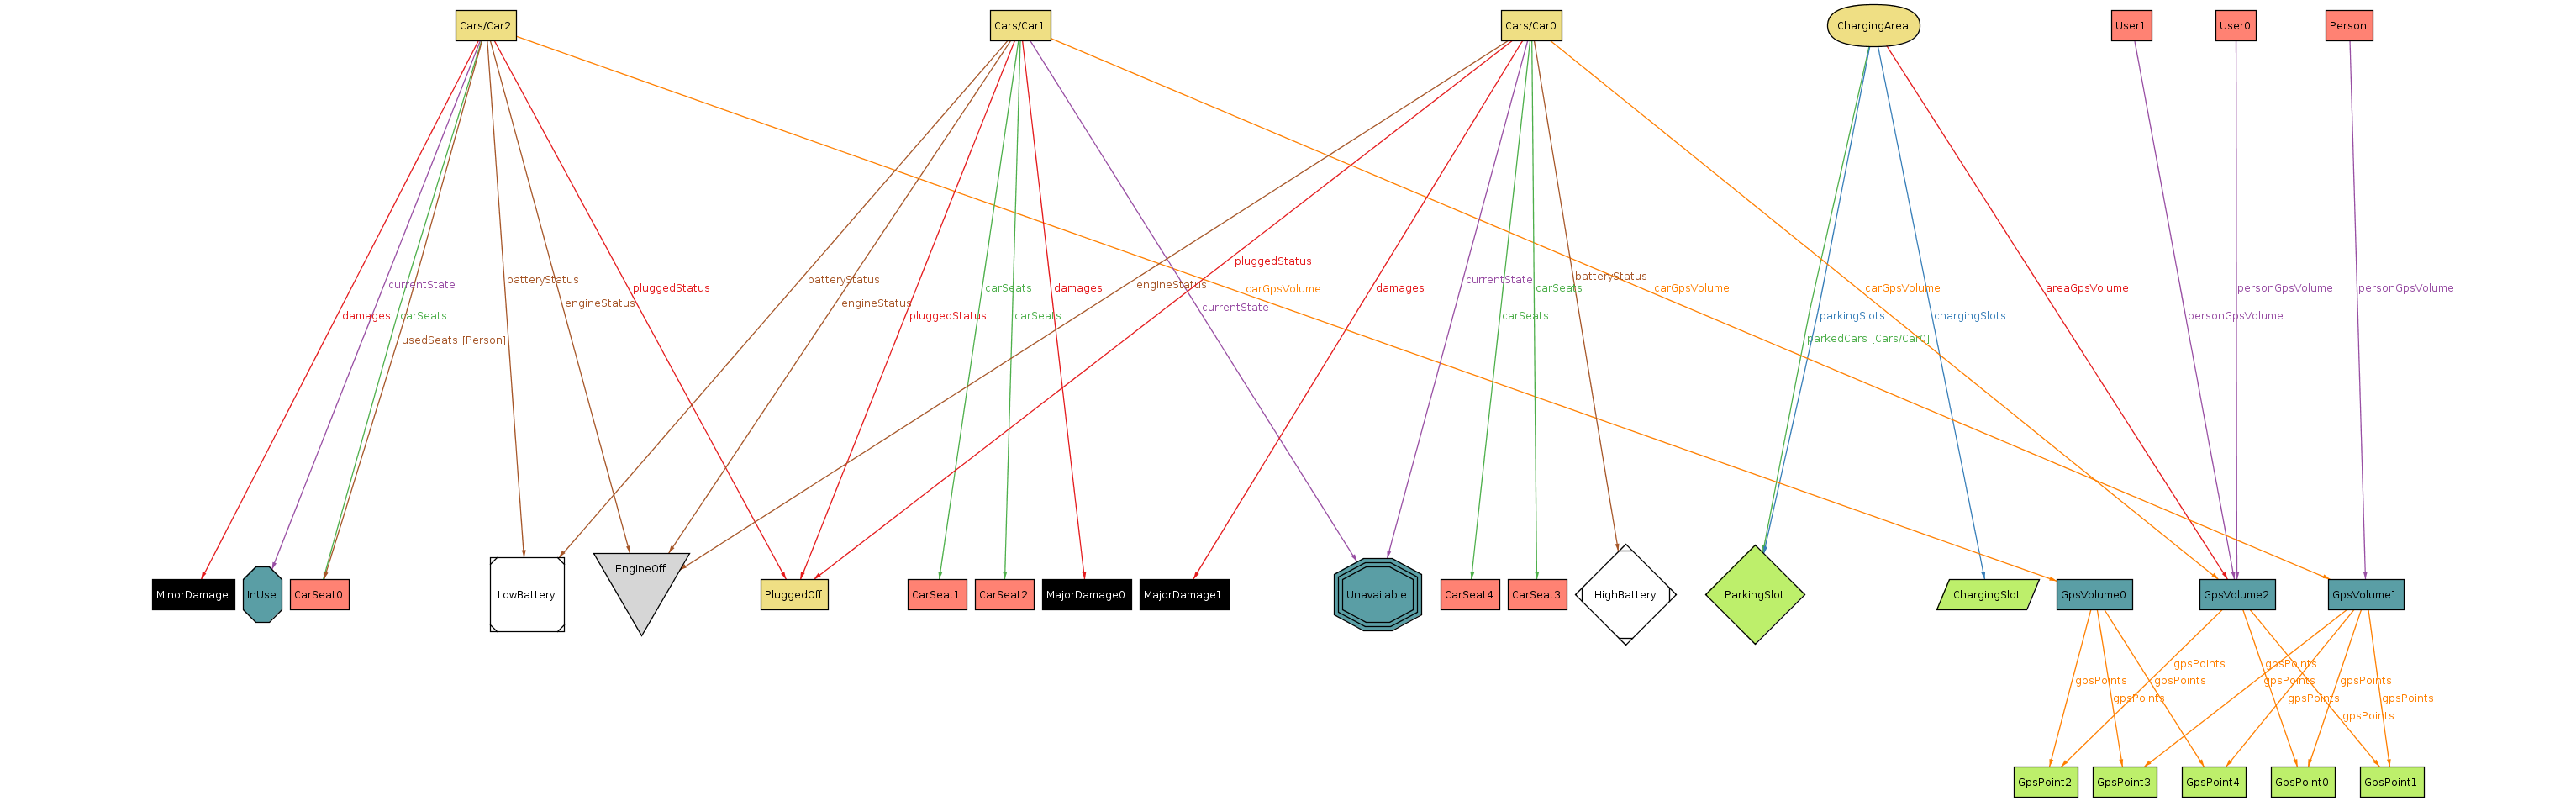 Cars/Car2
Cars/Car1
Cars/Car0
ChargingArea
User1
User0
Person
pluggedStatus
batteryStatus
batteryStatus
batteryStatus
currentState
currentState
engineStatus
carSeats
carSeats
damages
damages
pluggedStatus
carGpsVolume
carGpsVolume
carGpsVolume
areaGpsVolume
personGpsVolume
personGpsVolume
engineStatus
engineStatus
currentState
damages
carSeats
pluggedStatus
carSeats
carSeats
parkingSlots
chargingSlots
personGpsVolume
usedSeats [Person]
parkedCars [Cars/Car0]
EngineOff
MinorDamage
InUse
CarSeat0
LowBattery
PluggedOff
CarSeat1
CarSeat2
MajorDamage0
MajorDamage1
Unavailable
CarSeat4
CarSeat3
HighBattery
ParkingSlot
ChargingSlot
GpsVolume0
GpsVolume2
GpsVolume1
gpsPoints
gpsPoints
gpsPoints
gpsPoints
gpsPoints
gpsPoints
gpsPoints
gpsPoints
gpsPoints
gpsPoints
GpsPoint2
GpsPoint3
GpsPoint4
GpsPoint0
GpsPoint1